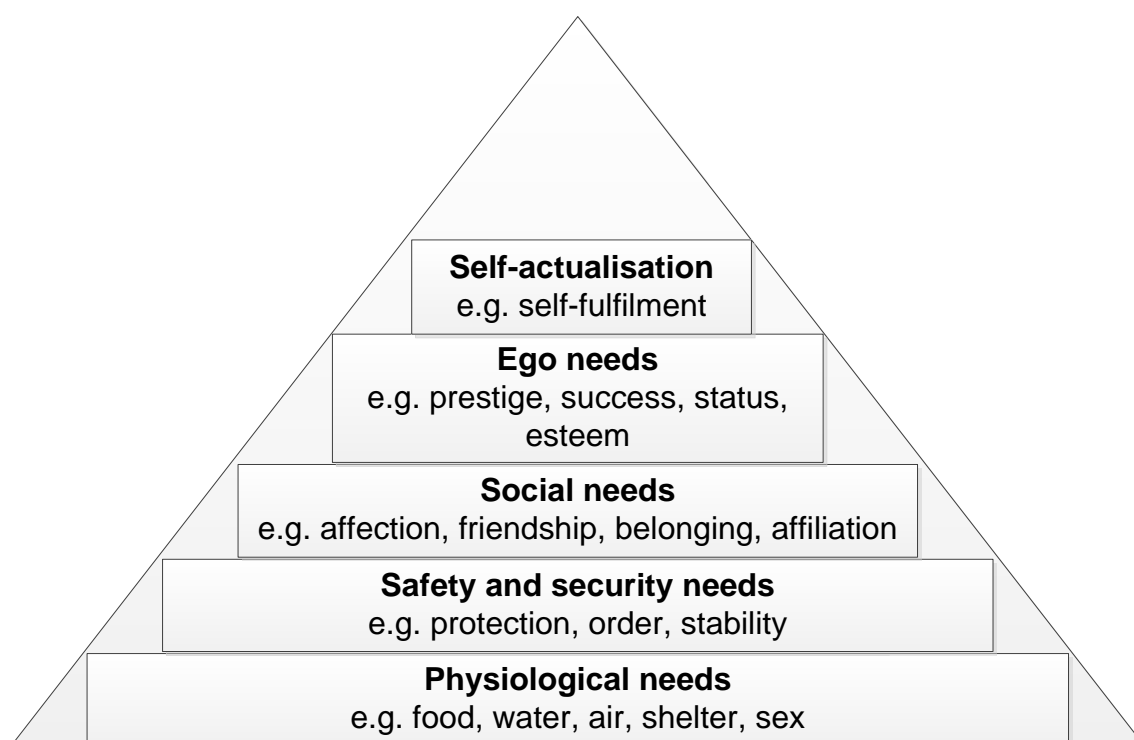 Self-actualisation
e.g. self-fulfilment
Ego needs
e.g. prestige, success, status,
esteem
Social needs
e.g. affection, friendship, belonging, affiliation
Safety and security needs
e.g. protection, order, stability
Physiological needs
e.g. food, water, air, shelter, sex